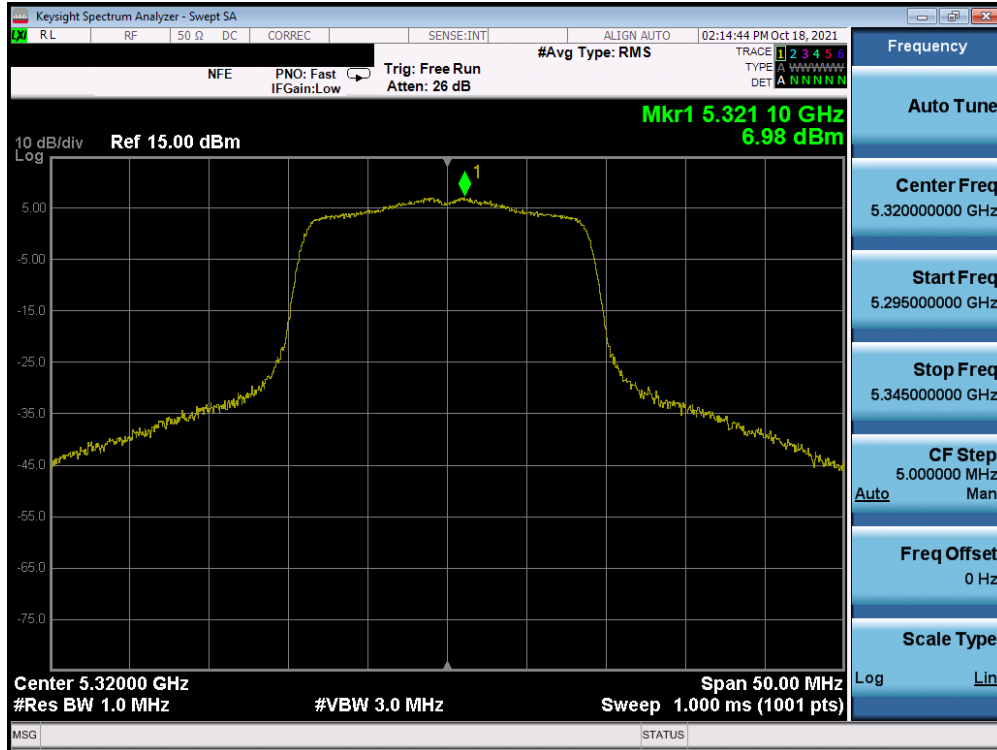 Keysight Spectrum Analyzer - Swept SA
LXI RL RF 50 Ω DC CORREC SENSE:INT ALIGN AUTO 02:14:44 PM Oct 18, 2021
NFE PNO: Fast Trig: Free Run #Avg Type: RMS TRACE 1 2 3 4 5 6
IFGain:Low Atten: 26 dB TYPE A WWWWW
DET A N N N N N
Mkr1 5.321 10 GHz
6.98 dBm
10 dB/div Ref 15.00 dBm
Log
1
5.00
-5.00
-15.0
-25.0
-35.0
-45.0
-55.0
-65.0
-75.0
Center 5.32000 GHz Span 50.00 MHz
#Res BW 1.0 MHz #VBW 3.0 MHz Sweep 1.000 ms (1001 pts)
MSG STATUS
Frequency
Auto Tune
Center Freq
5.320000000 GHz
Start Freq
5.295000000 GHz
Stop Freq
5.345000000 GHz
CF Step
5.000000 MHz
Auto Man
Freq Offset
0 Hz
Scale Type
Log Lin